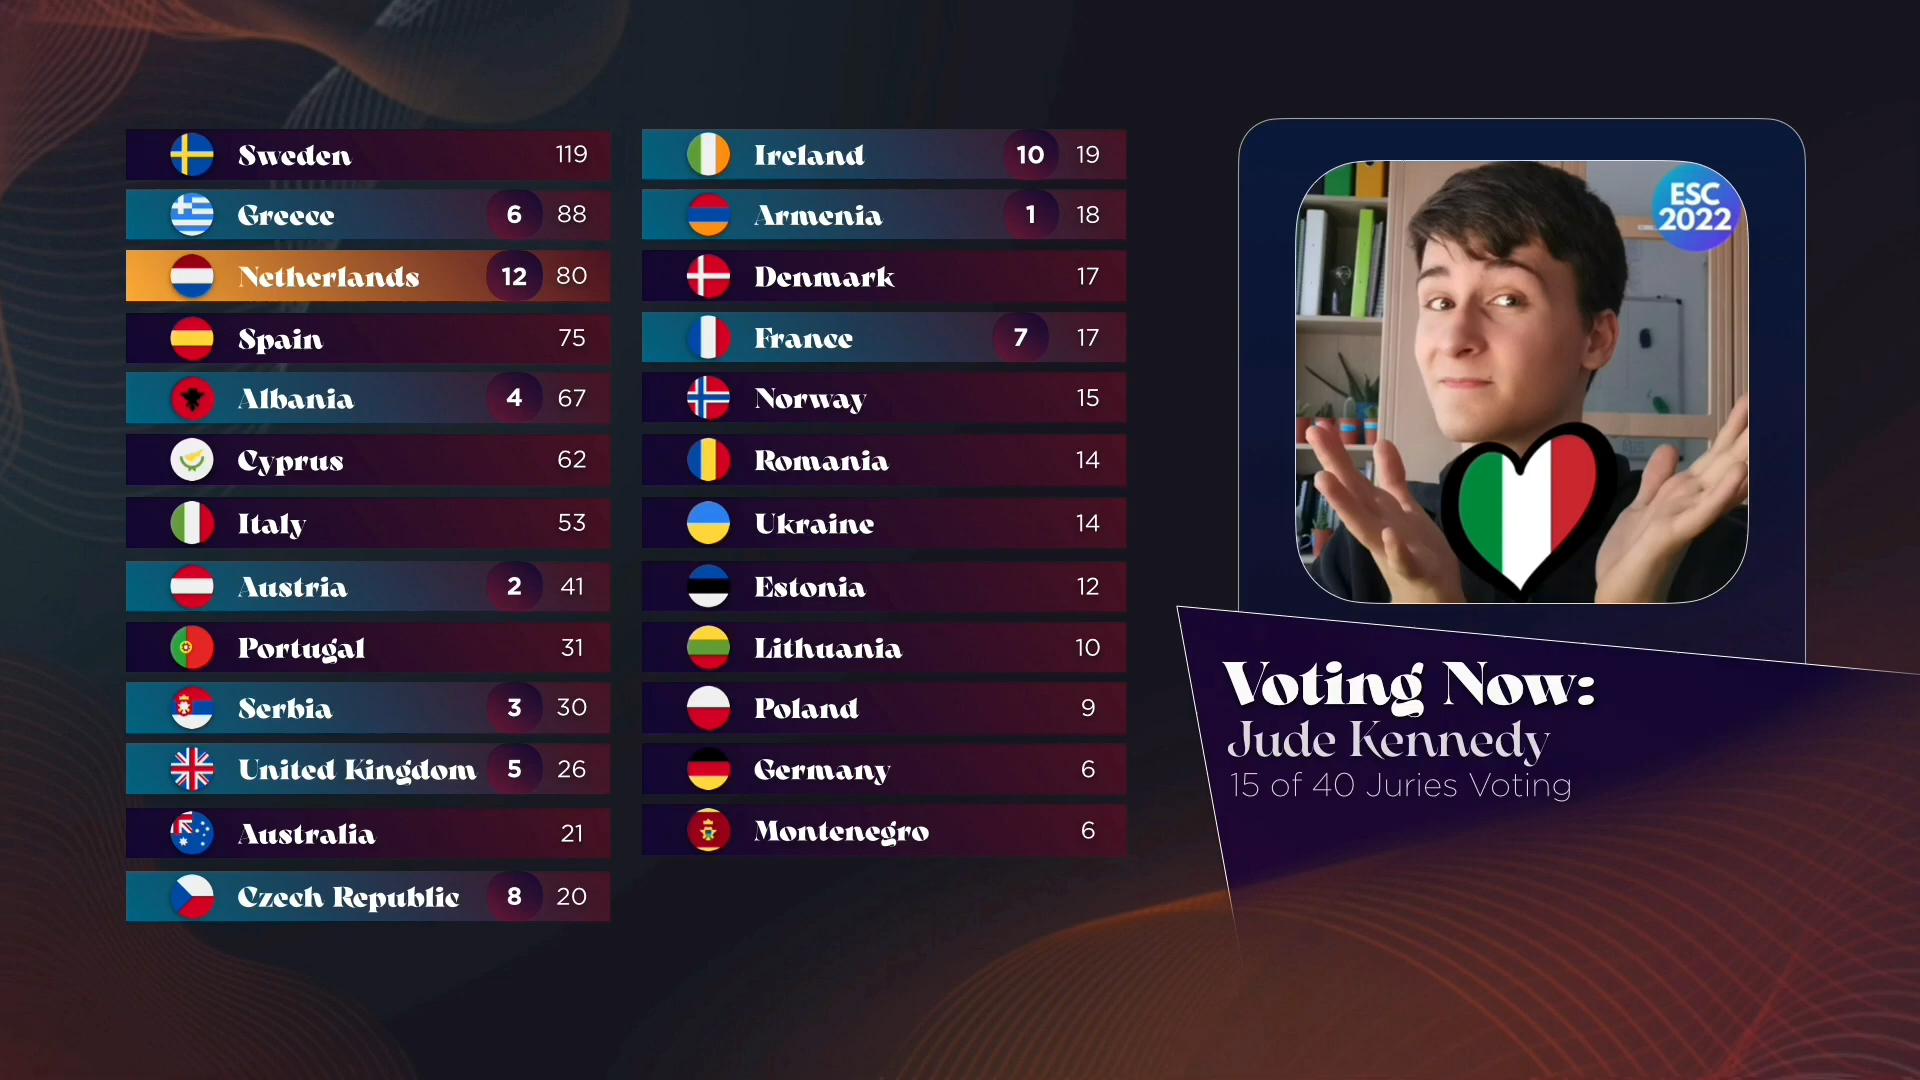 Sweden 119
Greece 6 88
Netherlands 12 80
Spain 75
Albania 4 67
Cyprus 62
Italy 53
Austria 2 41
Portugal 31
Serbia 3 30
United Kingdom 5 26
Australia 21
Czech Republic 8 20
Ireland 10 19
Armenia 1 18
Denmark 17
France 7 17
Norway 15
Romania 14
Ukraine 14
Estonia 12
Lithuania 10
Poland 9
Germany 6
Montenegro 6
ESC
2022
Voting Now:
Jude Kennedy
15 of 40 Juries Voting